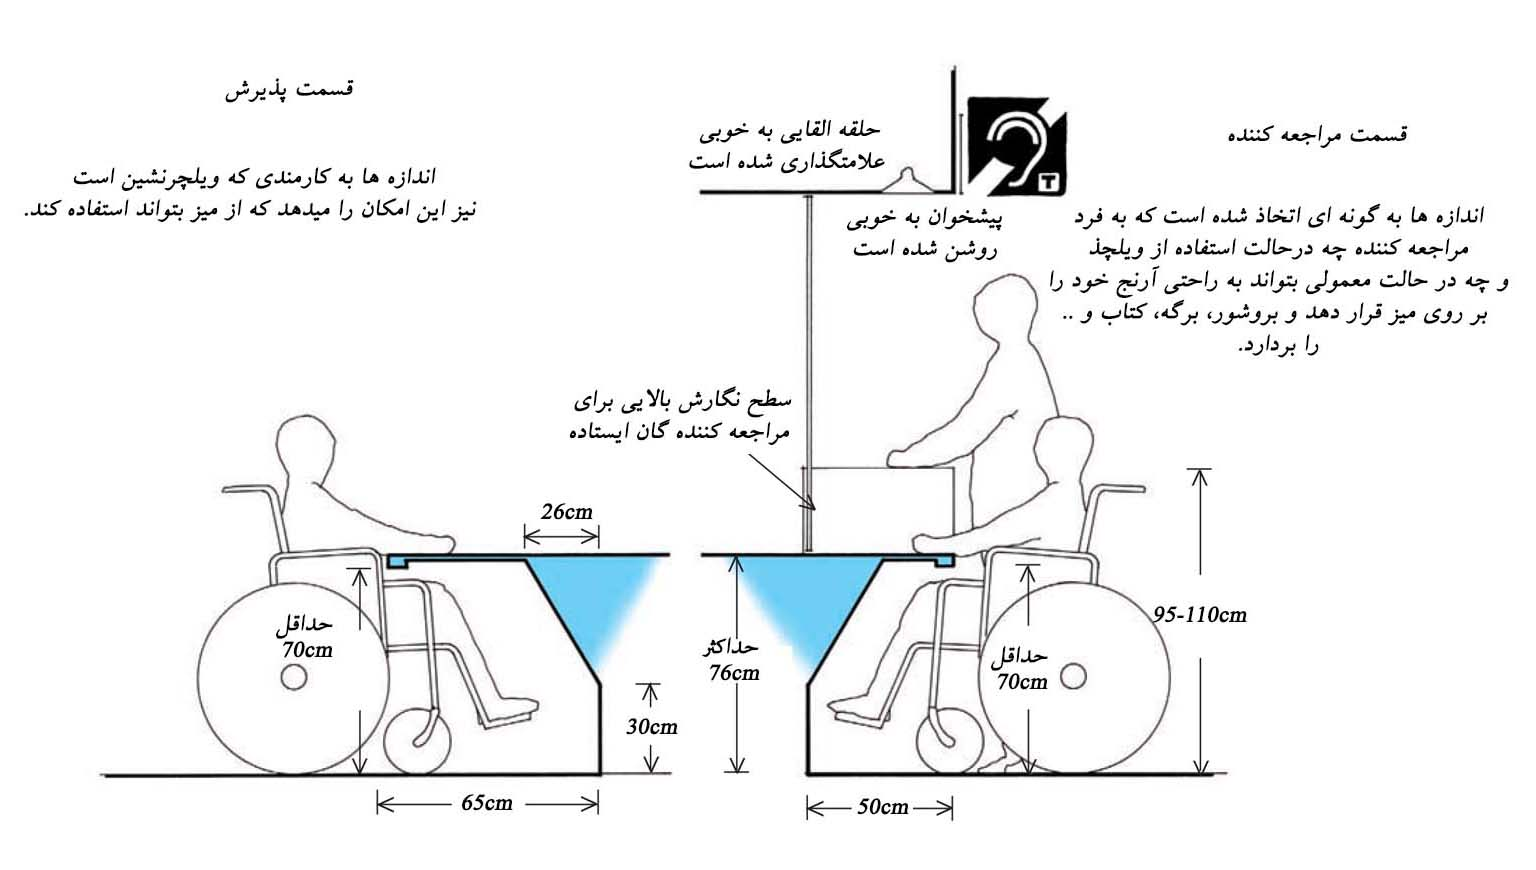 قسمت پذیرش
اندازه ها به کارمندی که ویلچرنشین است
نیز این امکان را میدهد که از میز بتواند استفاده کند.
حلقه القایی به خوبی
علامتگذاری شده است
T
قسمت مراجعه کننده
پیشخوان به خوبی
روشن شده است
اندازه ها به گونه ای اتخاذ شده است که به فرد
مراجعه کننده چه درحالت استفاده از ویلچذ
و چه در حالت معمولی بتواند به راحتی آرنج خود را
بر روی میز قرار دهد و بروشور، برگه، کتاب و ..
را بردارد.
سطح نگارش بالایی برای
مراجعه کننده گان ایستاده
26cm
حداقل
70cm
30cm
65cm
حداکثر
76cm
حداقل
70cm
95-110cm
50cm